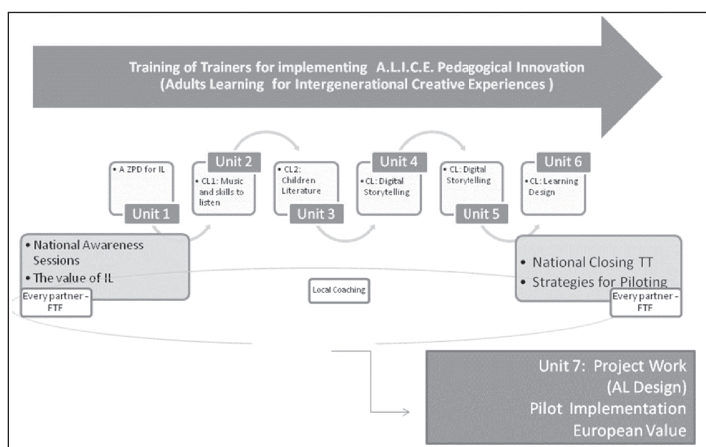 Training of Trainers for implementing A.L.I.C.E. Pedagogical Innovation
(Adults Learning for Intergenerational Creative Experiences )
• A ZPD for IL
Unit 1
Unit 2
• CL1: Music
and skills to
listen
• CL2:
Children
Literature
Unit 3
Unit 4
• CL: Digital
Storytelling
• CL: Digital
Storytelling
Unit 5
Unit 6
• CL: Learning
Design
• National Awareness
Sessions
• The value of IL
Every partner -
FTF
Local Coaching
• National Closing TT
• Strategies for Piloting
Every partner -
FTF
Unit 7: Project Work
(AL Design)
Pilot Implementation
European Value